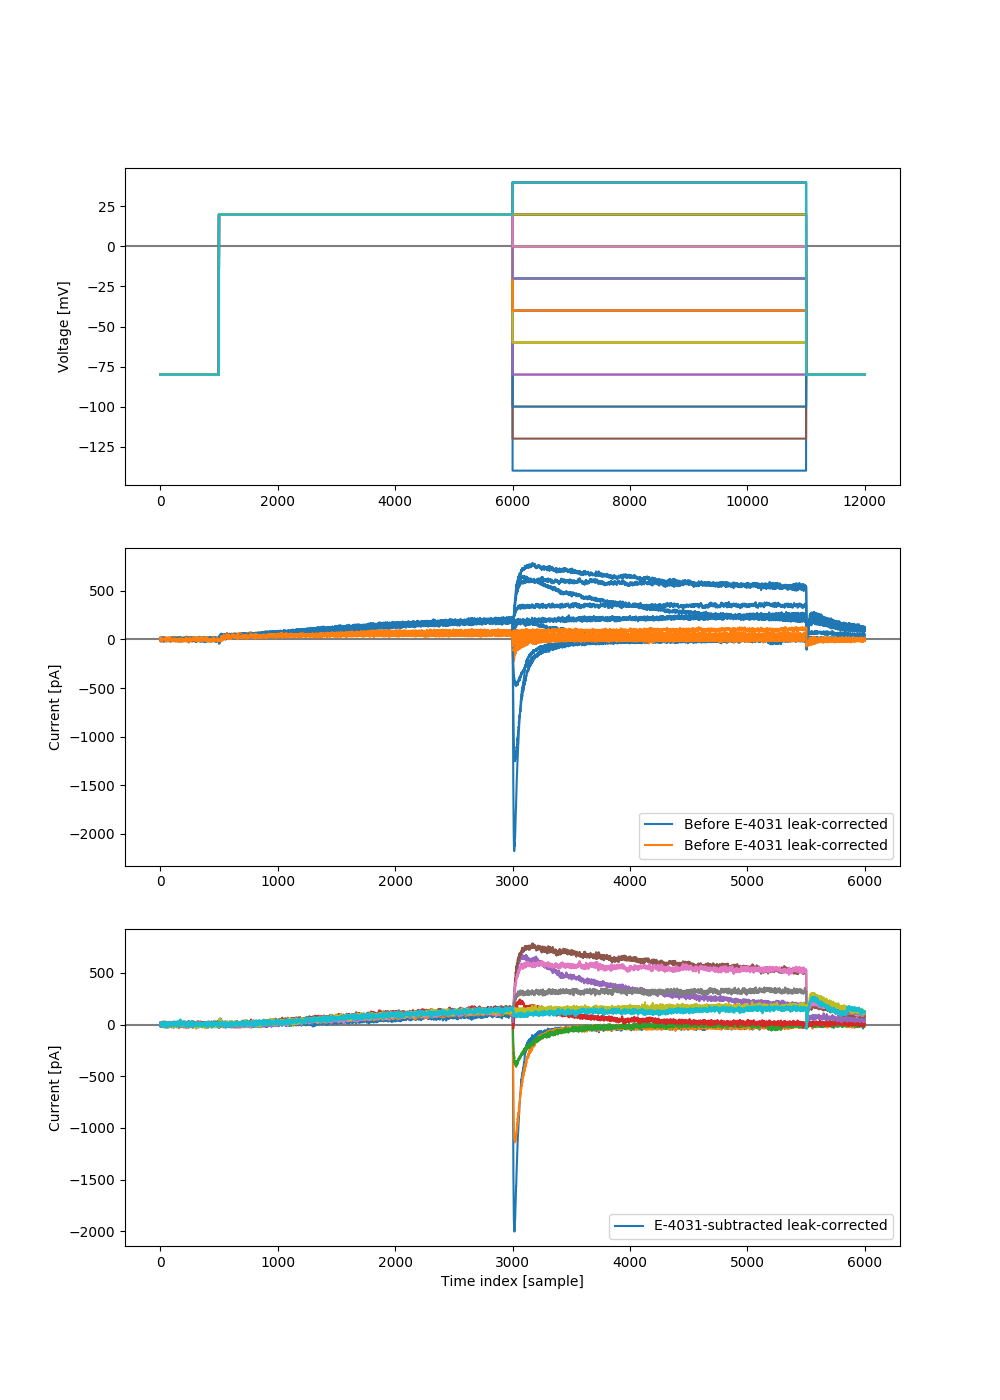 25
0
−25
−50
−75
−100
−125
Voltage [mV]
0 2000 4000 6000 8000 10000 12000
500
0
−500
−1000
−1500
−2000
Current [pA]
Before E-4031 leak-corrected
Before E-4031 leak-corrected
0 1000 2000 3000 4000 5000 6000
500
0
−500
−1000
−1500
−2000
Current [pA]
E-4031-subtracted leak-corrected
0 1000 2000 3000 4000 5000 6000
Time index [sample]